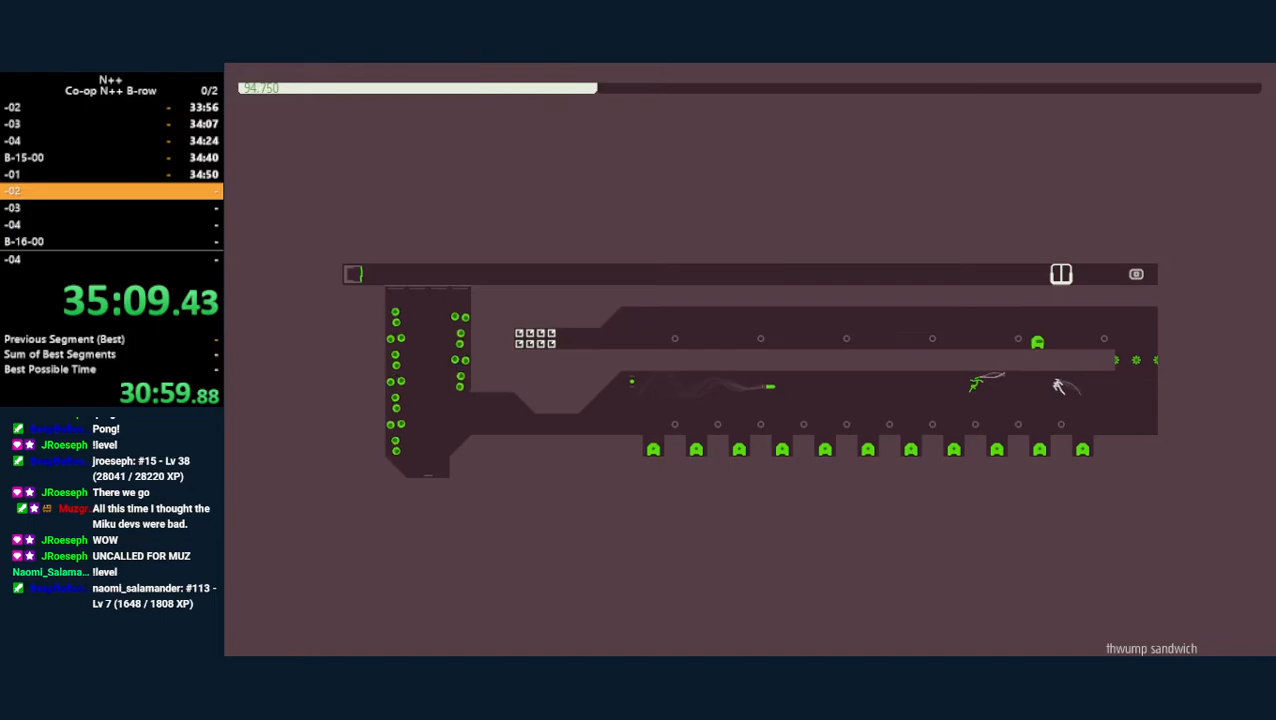 N++
Co-op N++ B-row 0/2
-02 - 33:56
-03 - 34:07
-04 - 34:24
B-15-00 - 34:40
-01 - 34:50
-02 -
-03 -
-04 -
B-16-00 -
-04 -
35:09.43
Previous Segment (Best) -
Sum of Best Segments -
Best Possible Time -
30:59.88
Pong!
JRoeseph: !level
jroeseph: #15 - Lv 38
(28041 / 28220 XP)
JRoeseph: There we go
Muzgr. All this time I thought the
Miku devs were bad.
JRoeseph: WOW
JRoeseph: UNCALLED FOR MUZ
Naomi_Salama... !level
naomi_salamander: #113 -
Lv 7 (1648 / 1808 XP)
94.750
thwump sandwich